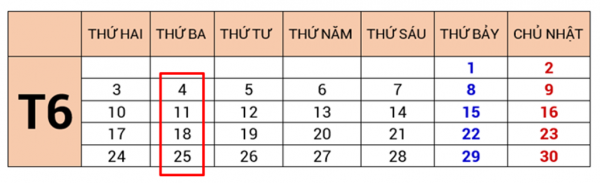 THỨ HAI THỨ BA THỨ TƯ THỨ NĂM THỨ SÁU THỨ BẢY CHỦ NHẬT
T6
1 2
3 4 5 6 7 8 9
10 11 12 13 14 15 16
17 18 19 20 21 22 23
24 25 26 27 28 29 30